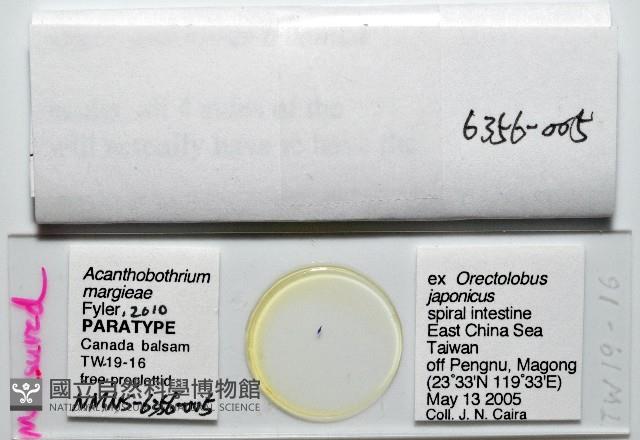 6356-005
Measured
Acanthobothrium
margieae
Fyler, 2010
PARATYPE
Canada balsam
TW-19-16
free proglottid
NMNS-6356-005
ex Orectolobus
japonicus
spiral intestine
East China Sea
Taiwan
off Pengnu, Magong
(23°33'N 119°33'E)
May 13 2005
Coll. J. N. Caira
TW19-16
國立自然科學博物館
NATIONAL MUSEUM OF NATURAL SCIENCE